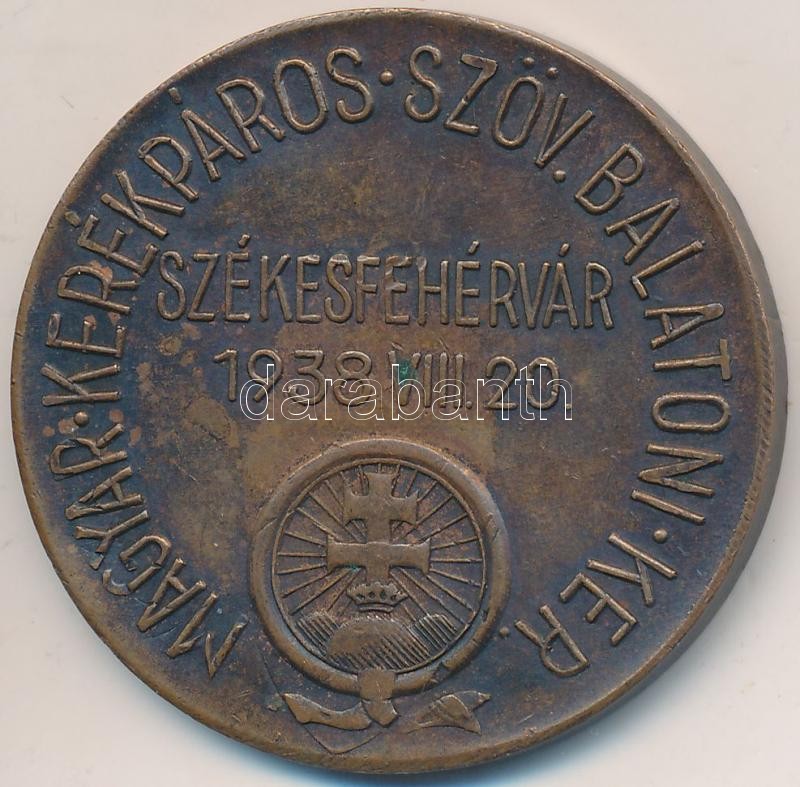 MAGYAR·KERÉKPÁROS·SZÖV. BALATONI·KER
SZÉKESFEHÉRVÁR
1938 VIII. 20.
darabanth